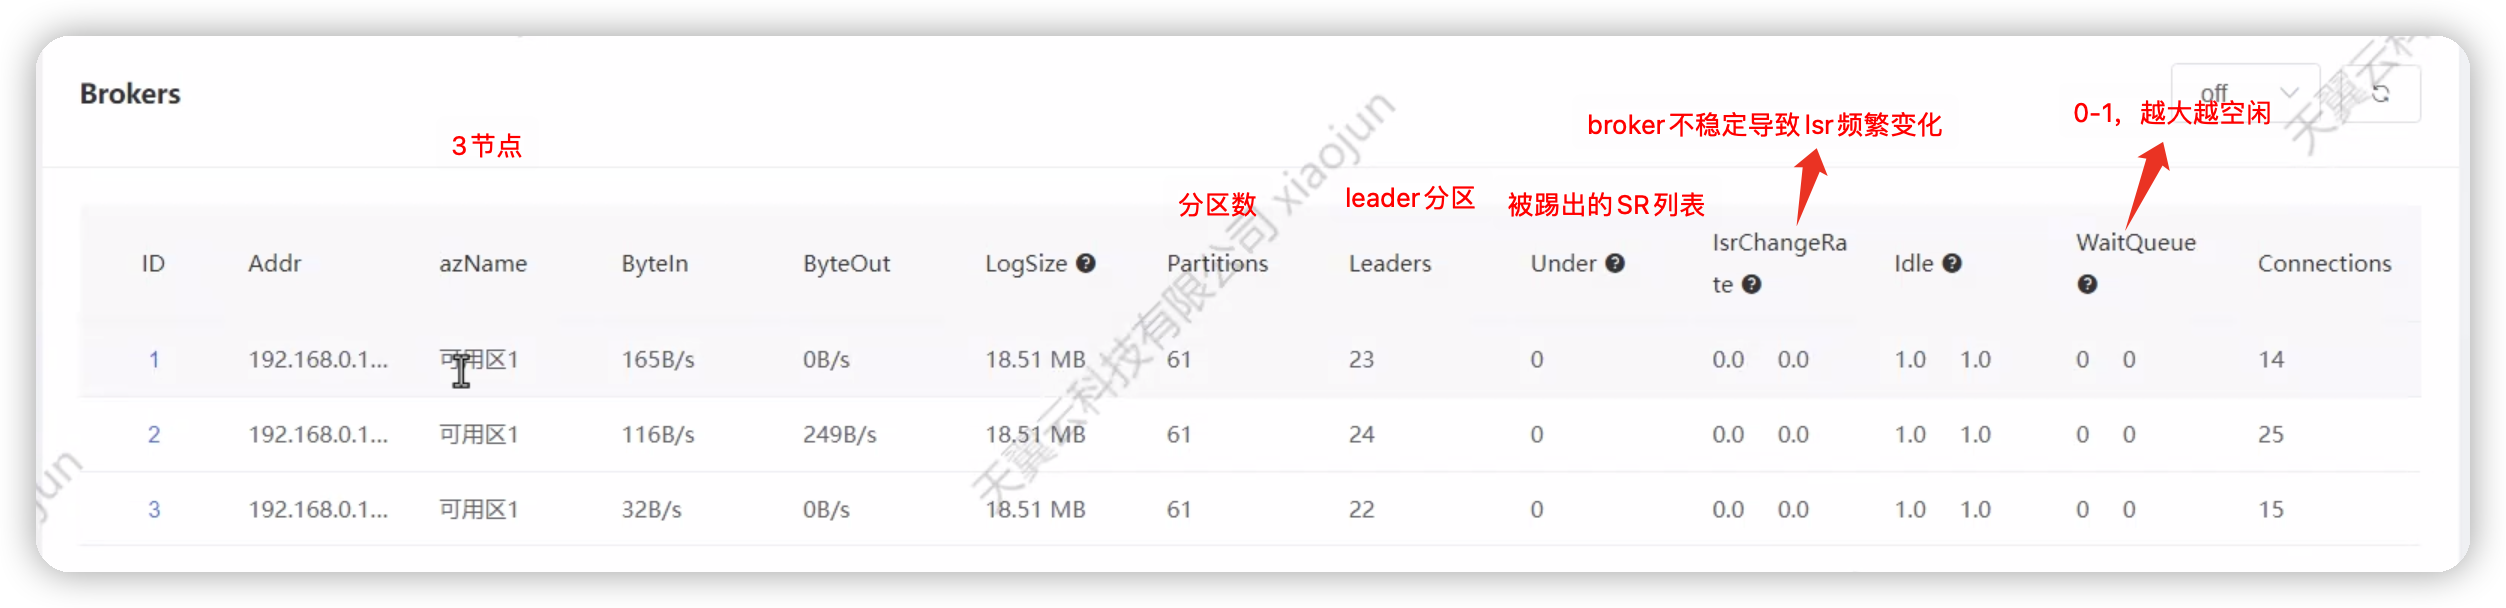 Brokers
off
3节点
broker不稳定导致Isr频繁变化
0-1，越大越空闲
分区数
leader分区
被踢出的SR列表
ID Addr azName ByteIn ByteOut LogSize Partitions Leaders Under IsrChangeRa Idle WaitQueue Connections
te
1 192.168.0.1... 可用区1 165B/s 0B/s 18.51 MB 61 23 0 0.0 0.0 1.0 1.0 0 0 14
2 192.168.0.1... 可用区1 116B/s 249B/s 18.51 MB 61 24 0 0.0 0.0 1.0 1.0 0 0 25
3 192.168.0.1... 可用区1 32B/s 0B/s 18.51 MB 61 22 0 0.0 0.0 1.0 1.0 0 0 15
天翼云科技有限公司 xiaojun
天翼云科
jun